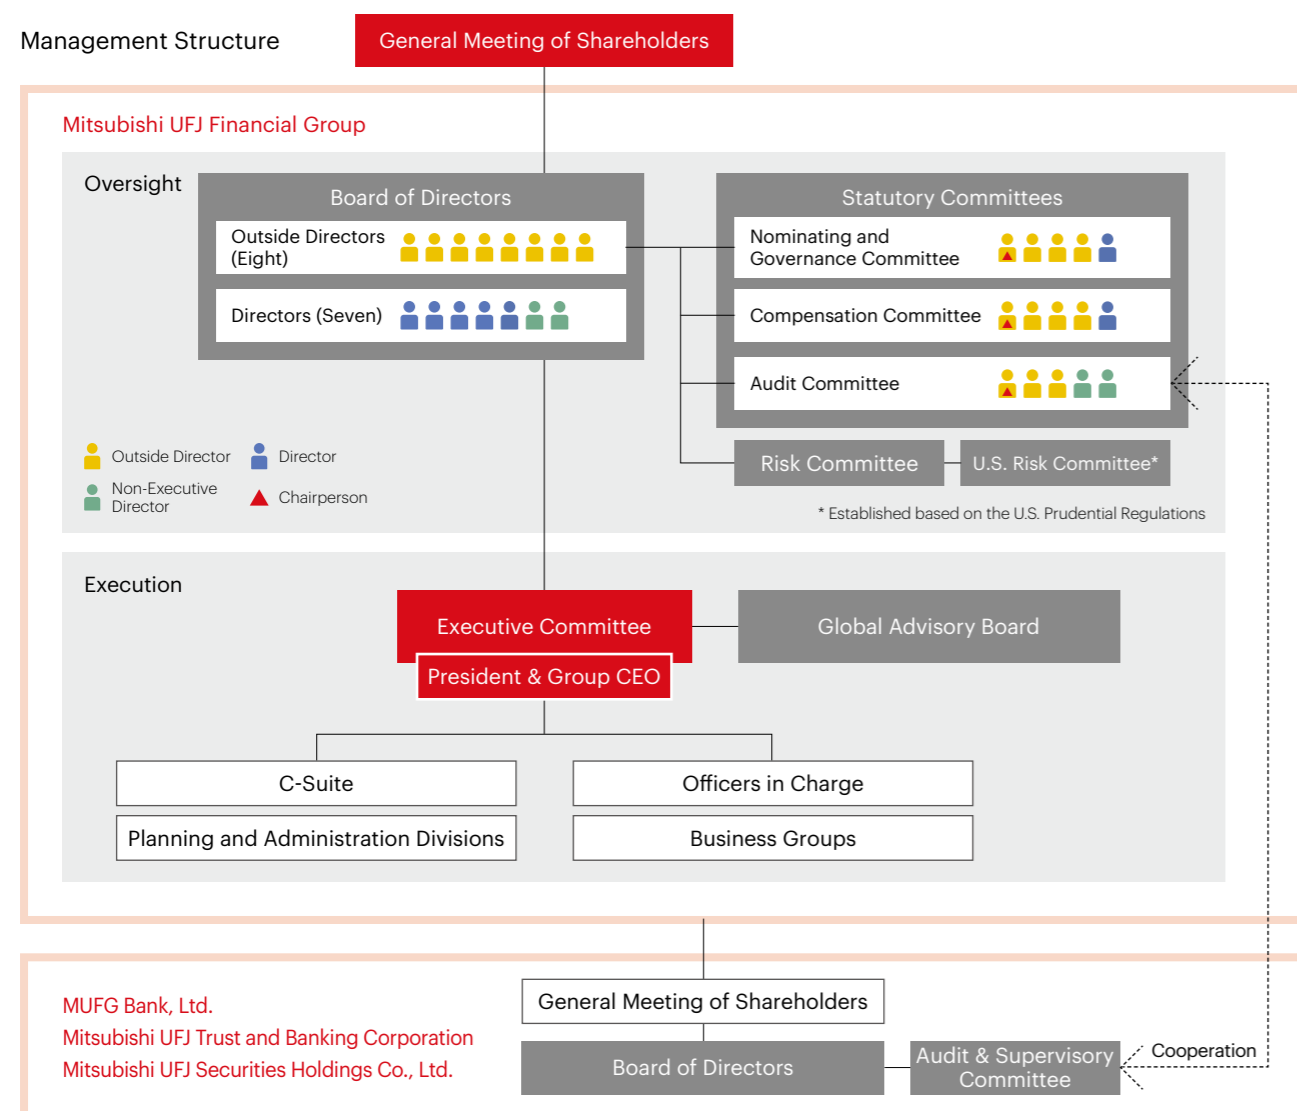 Management Structure
General Meeting of Shareholders
Mitsubishi UFJ Financial Group
Oversight
Board of Directors
Outside Directors
(Eight)
Directors (Seven)
Statutory Committees
Nominating and
Governance Committee
Compensation Committee
Audit Committee
Risk Committee
U.S. Risk Committee*
* Established based on the U.S. Prudential Regulations
Outside Director
Director
Non-Executive
Director
Chairperson
Execution
Executive Committee
President & Group CEO
Global Advisory Board
C-Suite
Officers in Charge
Planning and Administration Divisions
Business Groups
MUFG Bank, Ltd.
Mitsubishi UFJ Trust and Banking Corporation
Mitsubishi UFJ Securities Holdings Co., Ltd.
General Meeting of Shareholders
Board of Directors
Audit & Supervisory
Committee
Cooperation